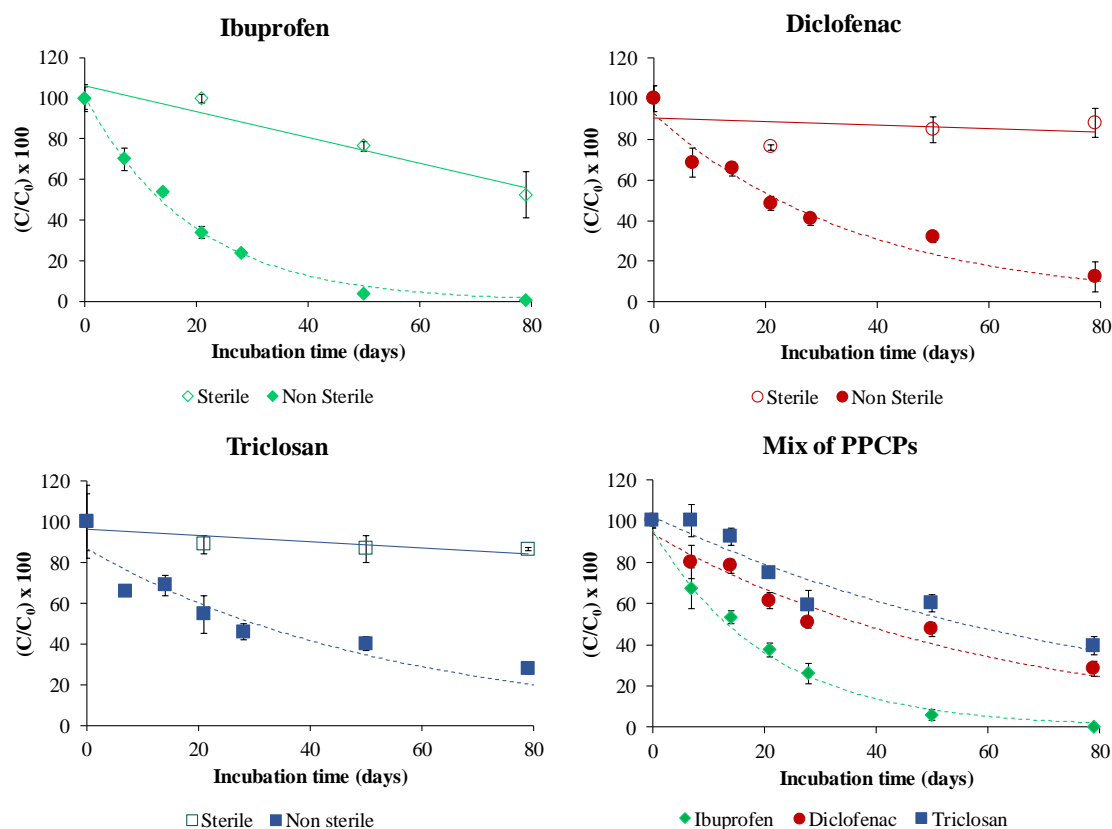 Ibuprofen
(C/C₀) x 100
120
100
80
60
40
20
0
0 20 40 60 80
Incubation time (days)
Sterile Non Sterile
Diclofenac
(C/C₀) x 100
120
100
80
60
40
20
0
0 20 40 60 80
Incubation time (days)
Sterile Non Sterile
Triclosan
(C/C₀) x 100
120
100
80
60
40
20
0
0 20 40 60 80
Incubation time (days)
Sterile Non sterile
Mix of PPCPs
(C/C₀) x 100
120
100
80
60
40
20
0
0 20 40 60 80
Incubation time (days)
Ibuprofen Diclofenac Triclosan